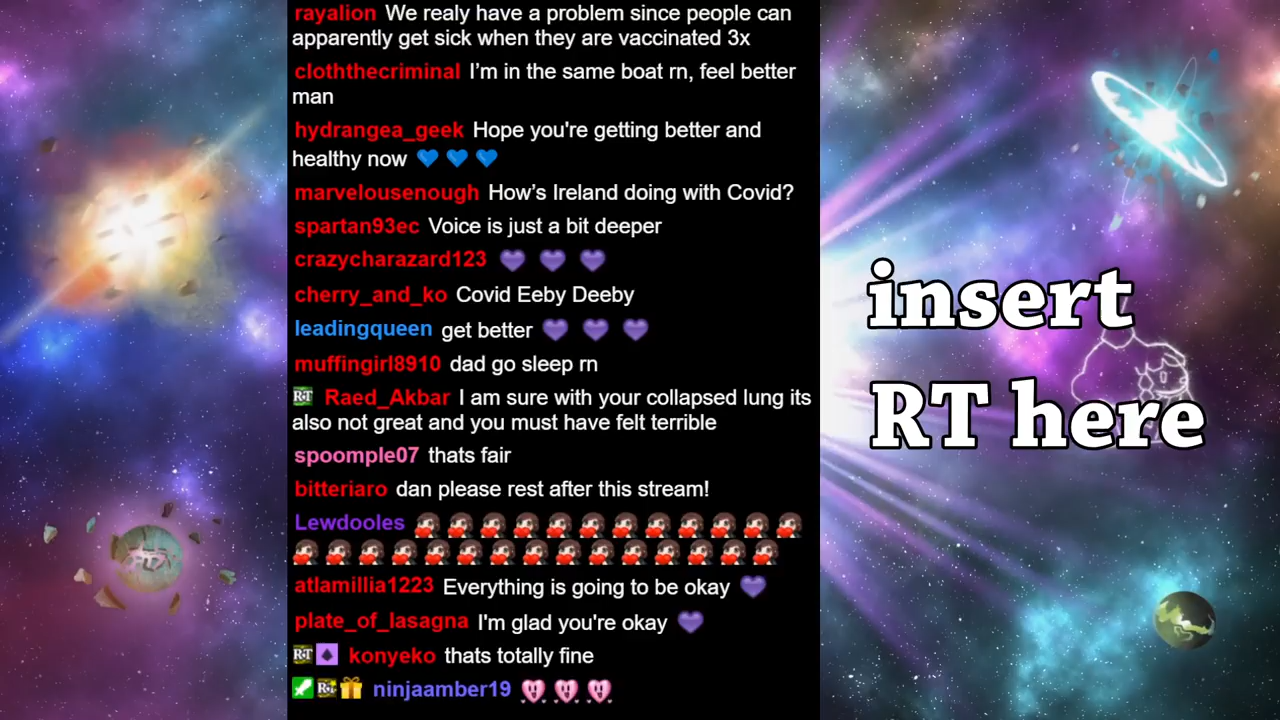 rayalion We realy have a problem since people can
apparently get sick when they are vaccinated 3x
cloththecriminal I'm in the same boat rn, feel better
man
hydrangea_geek Hope you're getting better and
healthy now 💙 💙 💙
marvelousenough How's Ireland doing with Covid?
spartan93ec Voice is just a bit deeper
crazycharazard123 💜 💜 💜
cherry_and_ko Covid Eeby Deeby
leadingqueen get better 💜 💜 💜
muffingirl8910 dad go sleep rn
RT Raed_Akbar I am sure with your collapsed lung its
also not great and you must have felt terrible
spoomple07 thats fair
bitteriaro dan please rest after this stream!
Lewdooles
atlamillia1223 Everything is going to be okay 💜
plate_of_lasagna I'm glad you're okay 💜
RT konyeko thats totally fine
RT ninjaamber19
insert
RT here